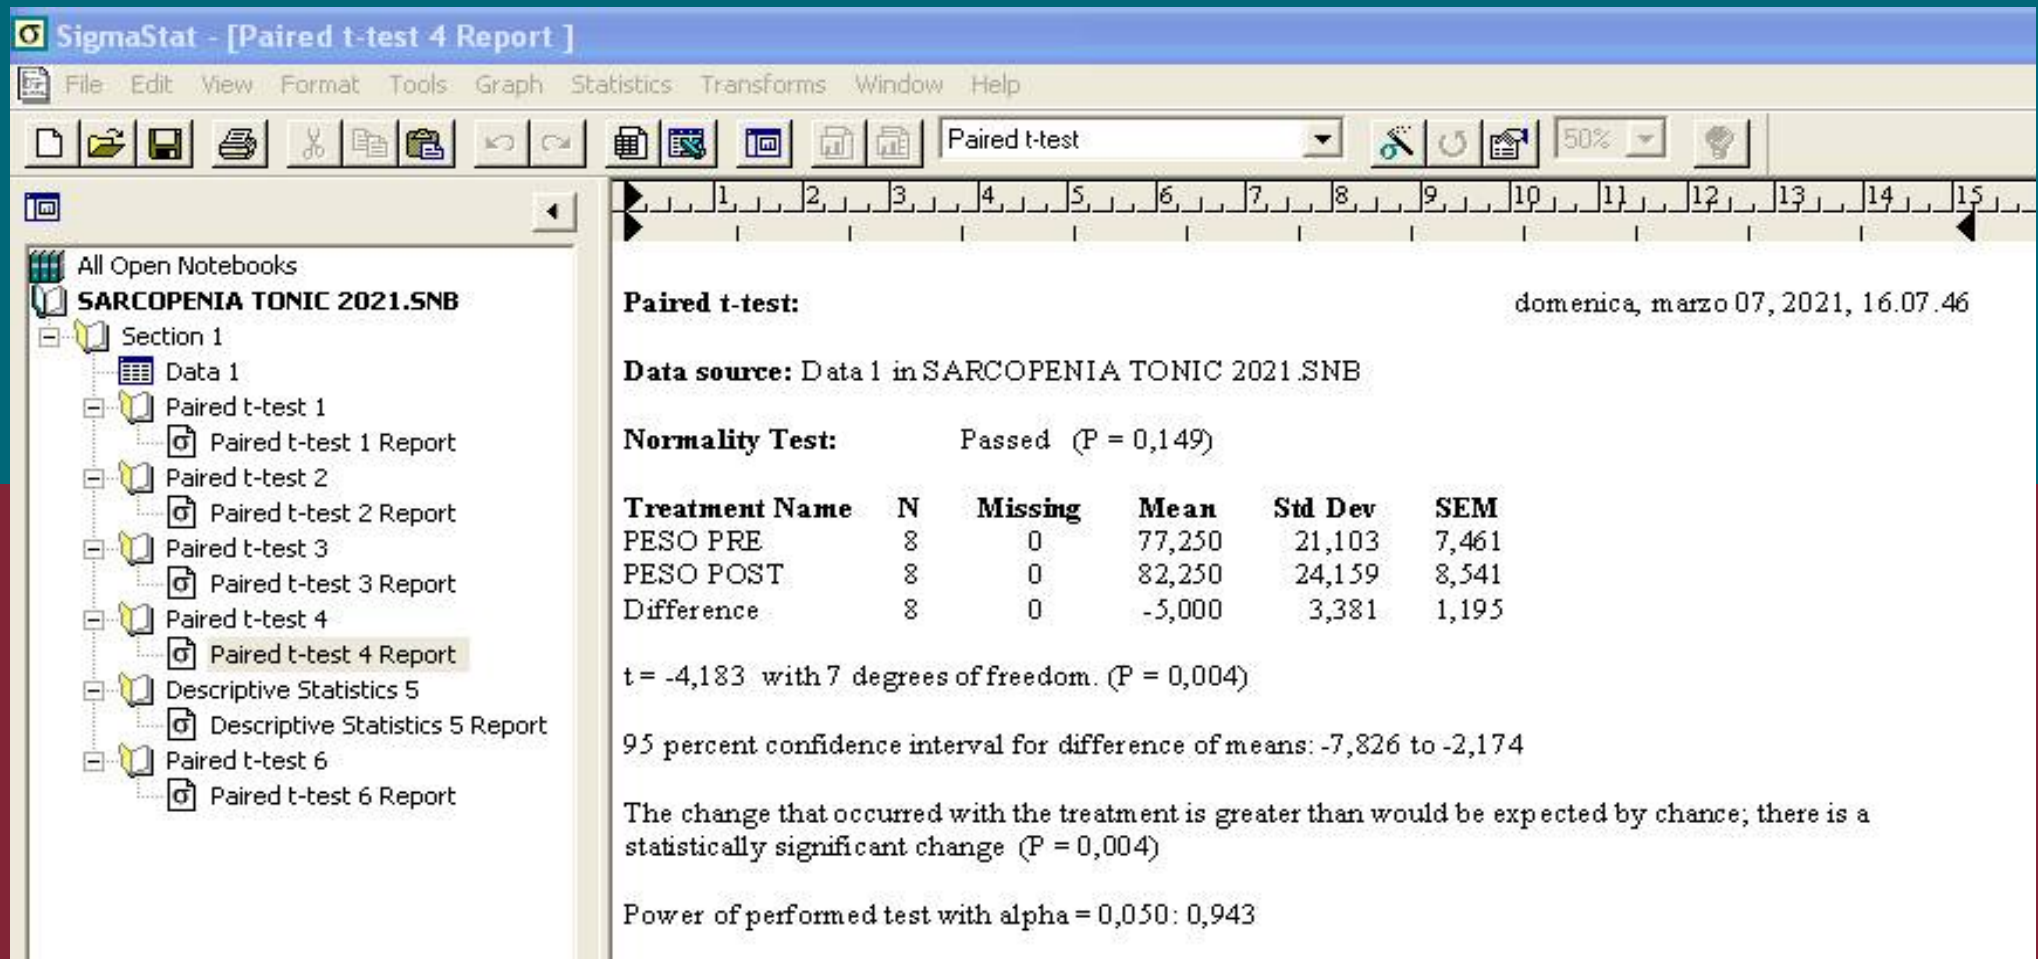 SigmaStat - [Paired t-test 4 Report ]
File Edit View Format Tools Graph Statistics Transforms Window Help
Paired t-test
50%
1 2 3 4 5 6 7 8 9 10 11 12 13 14 15
All Open Notebooks
SARCOPENIA TONIC 2021.SNB
Section 1
Data 1
Paired t-test 1
Paired t-test 1 Report
Paired t-test 2
Paired t-test 2 Report
Paired t-test 3
Paired t-test 3 Report
Paired t-test 4
Paired t-test 4 Report
Descriptive Statistics 5
Descriptive Statistics 5 Report
Paired t-test 6
Paired t-test 6 Report
Paired t-test: domenica, marzo 07, 2021, 16.07.46
Data source: Data 1 in SARCOPENIA TONIC 2021.SNB
Normality Test: Passed (P = 0,149)
Treatment Name N Missing Mean Std Dev SEM
PESO PRE 8 0 77,250 21,103 7,461
PESO POST 8 0 82,250 24,159 8,541
Difference 8 0 -5,000 3,381 1,195
t = -4,183 with 7 degrees of freedom. (P = 0,004)
95 percent confidence interval for difference of means: -7,826 to -2,174
The change that occurred with the treatment is greater than would be expected by chance; there is a
statistically significant change (P = 0,004)
Power of performed test with alpha = 0,050: 0,943